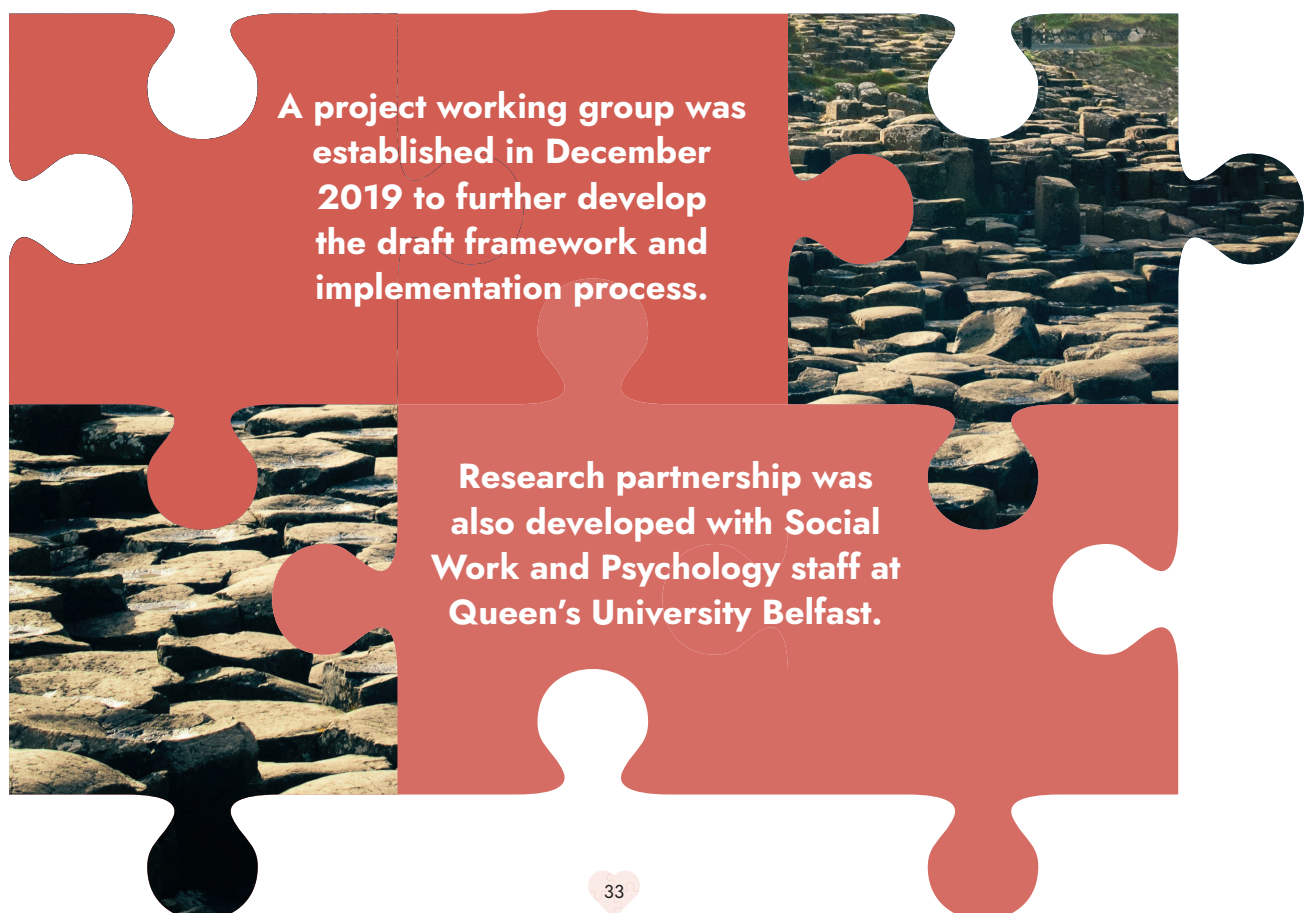 A project working group was
established in December
2019 to further develop
the draft framework and
implementation process.
Research partnership was
also developed with Social
Work and Psychology staff at
Queen’s University Belfast.
33